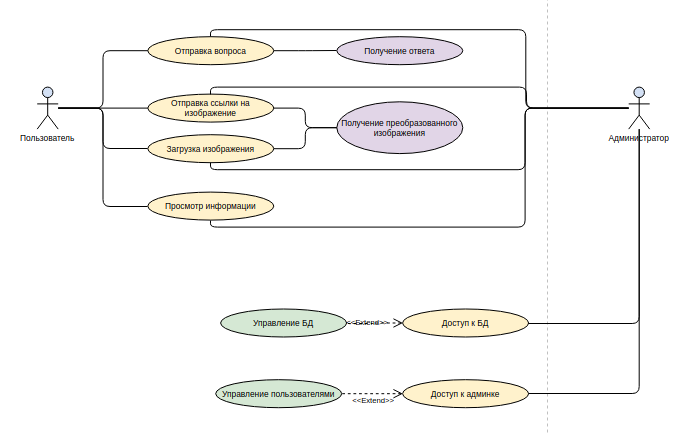 Отправка вопроса
Получение ответа
Отправка ссылки на
изображение
Получение преобразованного
изображения
Пользователь
Администратор
Загрузка изображения
Просмотр информации
Управление БД
<<Extend>>
Доступ к БД
Управление пользователями
<<Extend>>
Доступ к админке